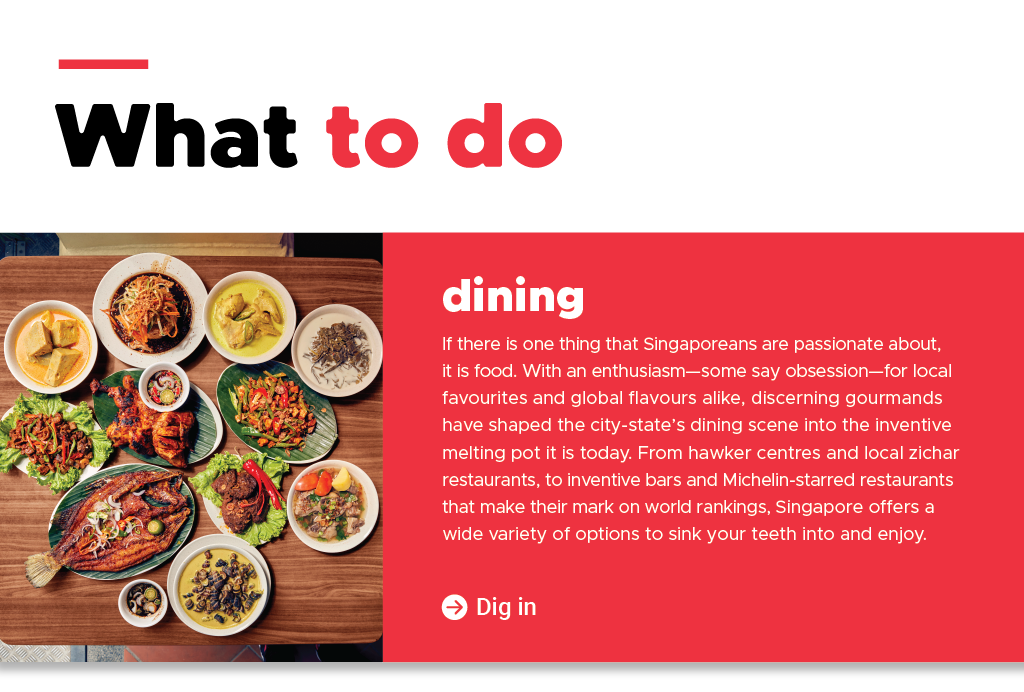 What to do
dining
If there is one thing that Singaporeans are passionate about,
it is food. With an enthusiasm—some say obsession—for local
favourites and global flavours alike, discerning gourmands
have shaped the city-state's dining scene into the inventive
melting pot it is today. From hawker centres and local zichar
restaurants, to inventive bars and Michelin-starred restaurants
that make their mark on world rankings, Singapore offers a
wide variety of options to sink your teeth into and enjoy.
Dig in